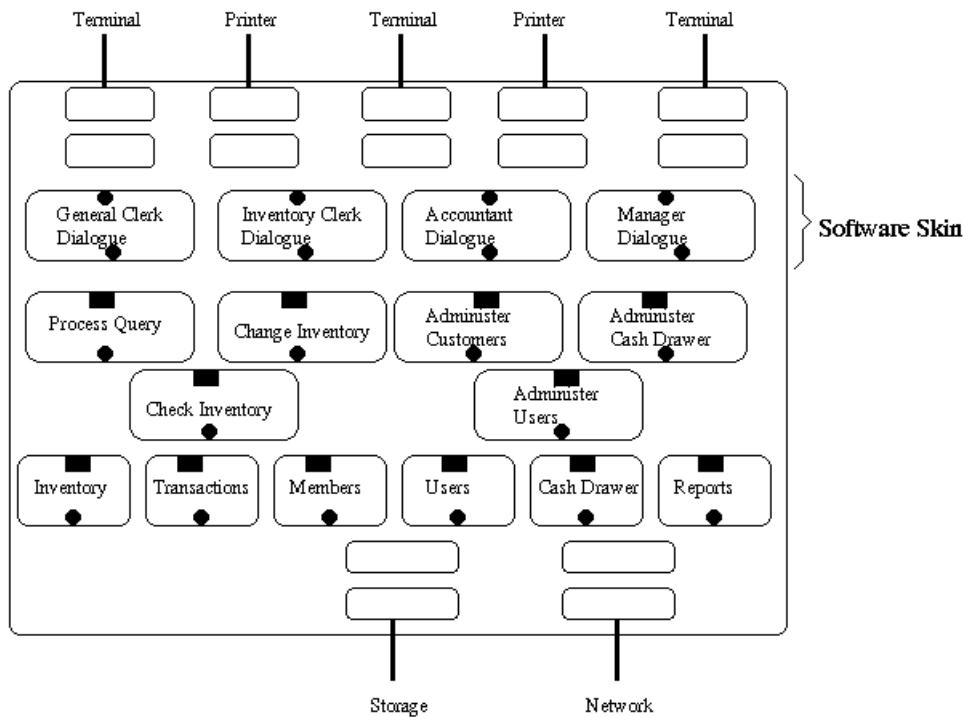 Terminal
Printer
Terminal
Printer
Terminal
General Clerk
Dialogue
Inventory Clerk
Dialogue
Accountant
Dialogue
Manager
Dialogue
Software Skin
Process Query
Change Inventory
Administer
Customers
Administer
Cash Drawer
Check Inventory
Administer
Users
Inventory
Transactions
Members
Users
Cash Drawer
Reports
Storage
Network